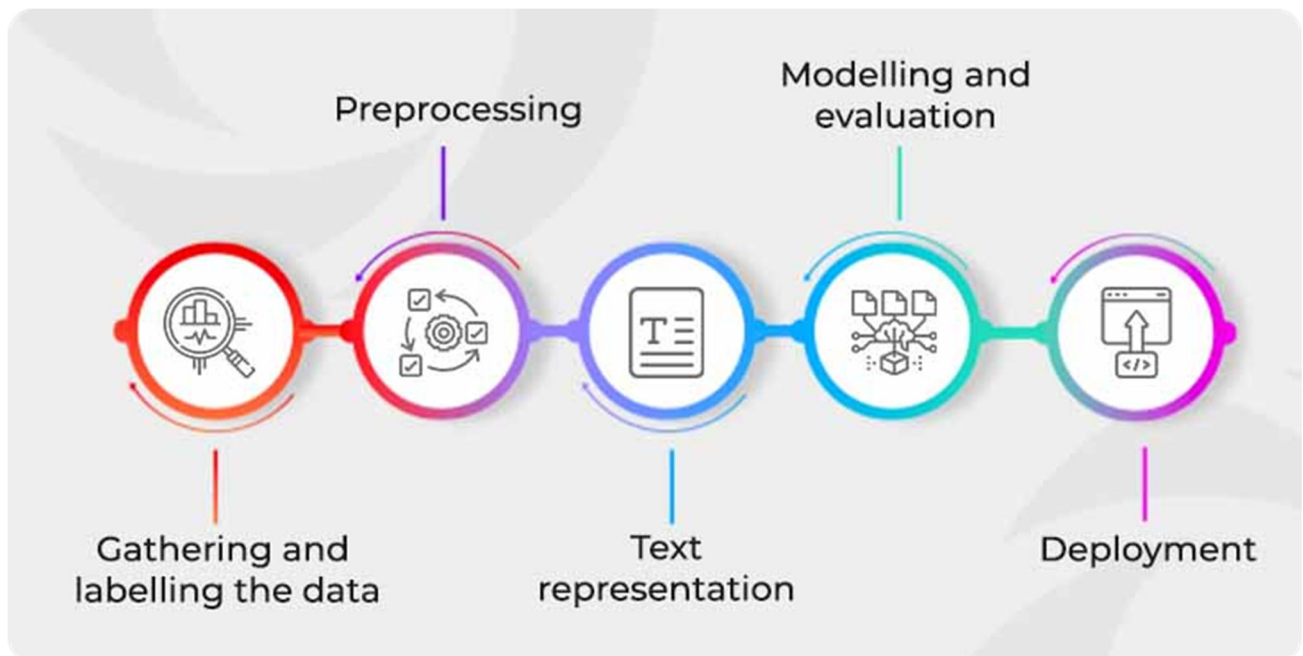 Preprocessing
Modelling and
evaluation
T
</>
Gathering and
labelling the data
Text
representation
Deployment